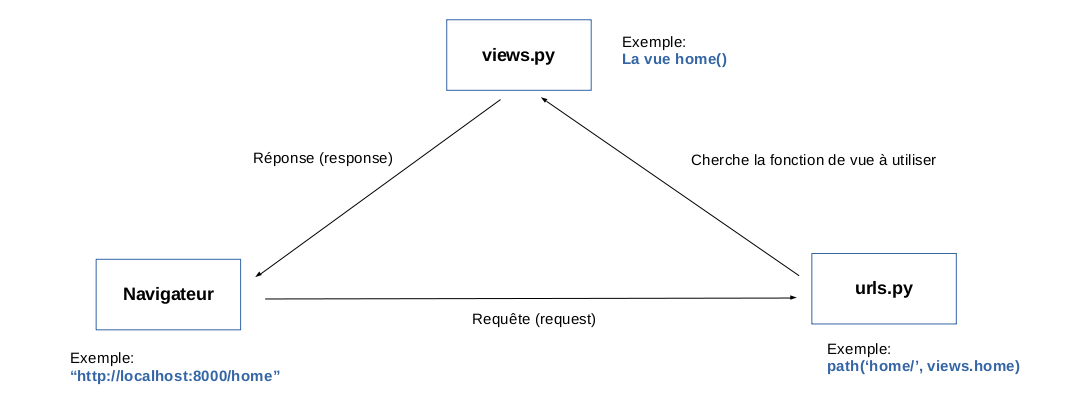 views.py
Exemple:
La vue home()
Réponse (response)
Cherche la fonction de vue à utiliser
Navigateur
urls.py
Requête (request)
Exemple:
“http://localhost:8000/home”
Exemple:
path(‘home/’, views.home)